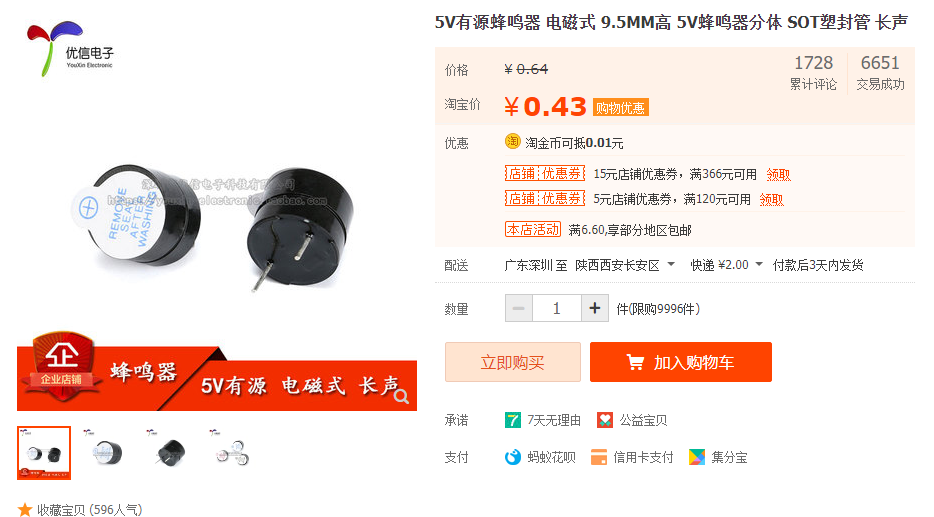 优信电子
YouXin Electronic
REMOVE
SEAL
AFTER
WASHING
企
企业店铺
蜂鸣器
5V有源 电磁式 长声
收藏宝贝 (596人气)
5V有源蜂鸣器 电磁式 9.5MM高 5V蜂鸣器分体 SOT塑封管 长声
价格 ¥ 0.64
1728 6651
累计评论 交易成功
淘宝价 ¥ 0.43 购物优惠
优惠 淘 淘金币可抵0.01元
店铺 优惠券 15元店铺优惠券，满366元可用 领取
店铺 优惠券 5元店铺优惠券，满120元可用 领取
本店活动 满6.60,享部分地区包邮
配送 广东深圳 至 陕西西安长安区 快递 ¥2.00 付款后3天内发货
数量 − 1 + 件(限购9996件)
立即购买 加入购物车
承诺 7 7天无理由 公益宝贝
支付 蚂蚁花呗 信用卡支付 集分宝